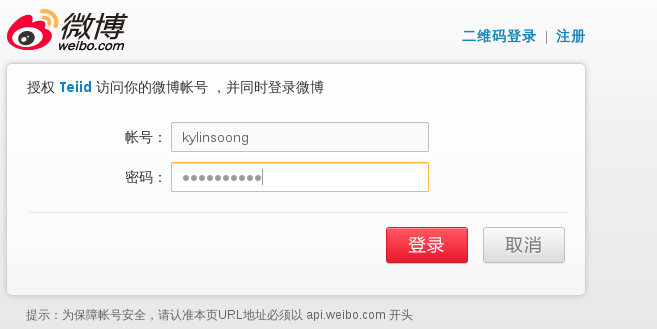 微博
weibo.com
二维码登录 | 注册
授权 Teiid 访问你的微博帐号 ，并同时登录微博
帐号： kylinsoong
密码： ●●●●●●●●●●
登录 取消
提示：为保障帐号安全，请认准本页URL地址必须以 api.weibo.com 开头